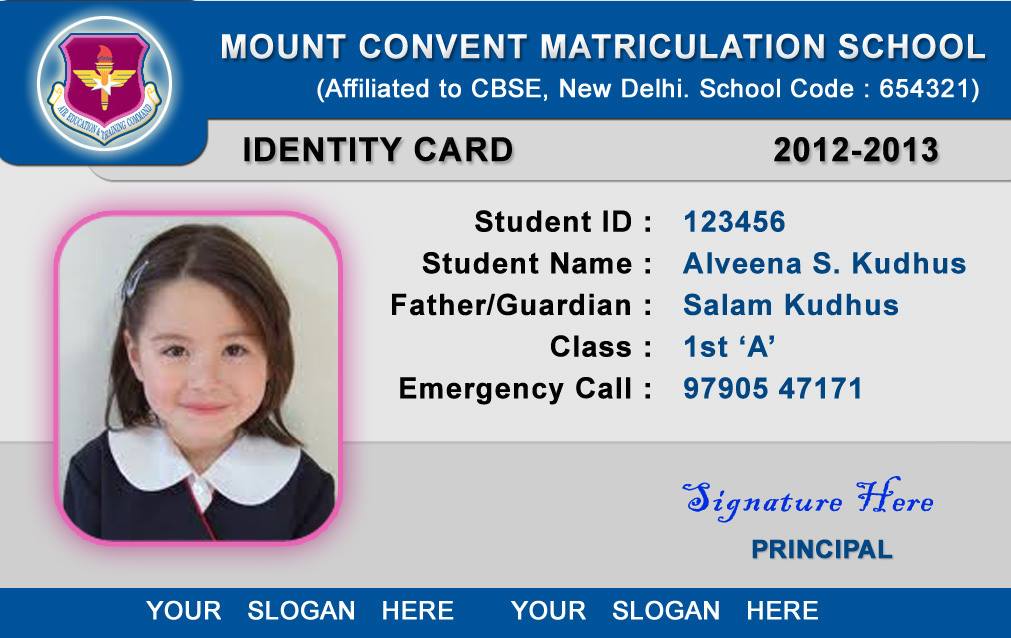 MOUNT CONVENT MATRICULATION SCHOOL
(Affiliated to CBSE, New Delhi. School Code : 654321)
AIR EDUCATION & TRAINING COMMAND
IDENTITY CARD 2012-2013
Student ID : 123456
Student Name : Alveena S. Kudhus
Father/Guardian : Salam Kudhus
Class : 1st ‘A’
Emergency Call : 97905 47171
Signature Here
PRINCIPAL
YOUR SLOGAN HERE YOUR SLOGAN HERE